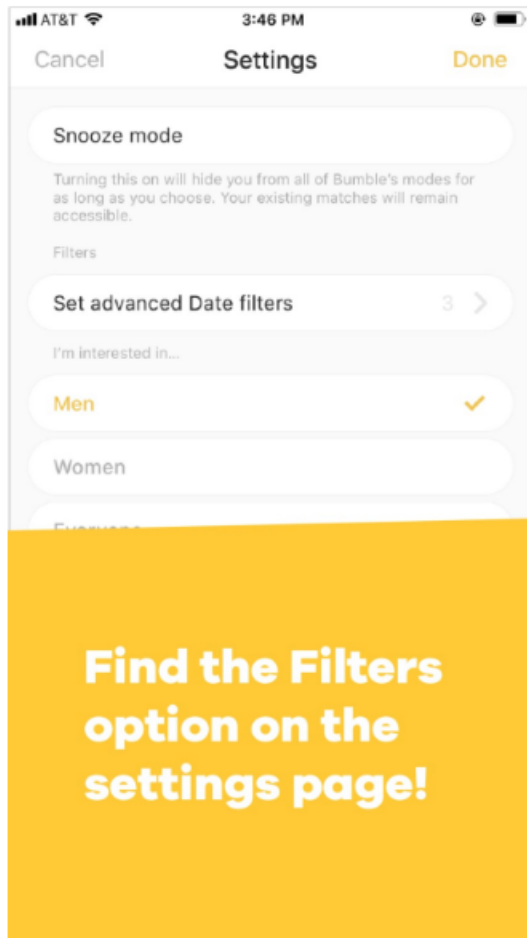 AT&T 3:46 PM
Cancel Settings Done
Snooze mode
Turning this on will hide you from all of Bumble's modes for
as long as you choose. Your existing matches will remain
accessible.
Filters
Set advanced Date filters 3
I'm interested in...
Men
Women
Everyone
Find the Filters
option on the
settings page!